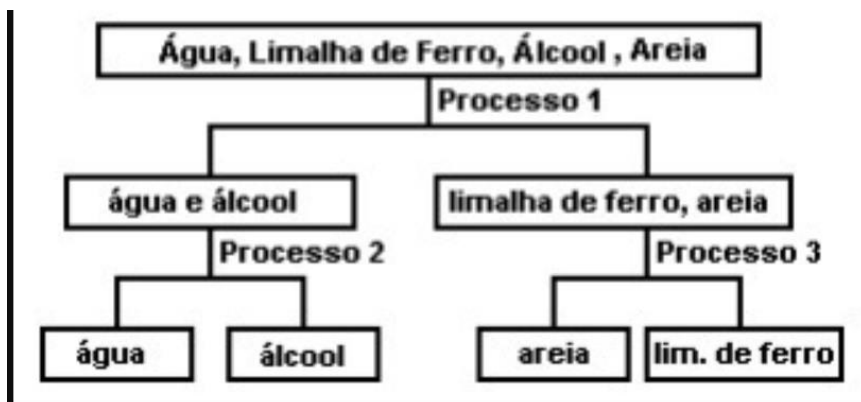 Água, Limalha de Ferro, Álcool , Areia
Processo 1
água e álcool
limalha de ferro, areia
Processo 2
Processo 3
água
álcool
areia
lim. de ferro